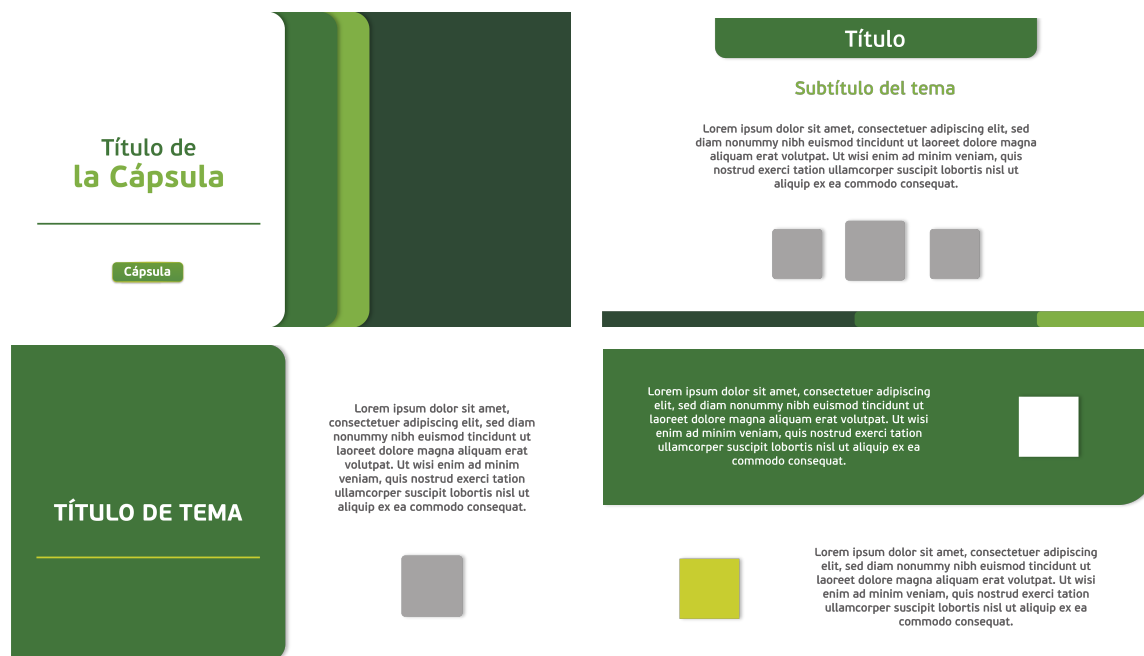 Título de
la Cápsula
Cápsula
Título
Subtítulo del tema
Lorem ipsum dolor sit amet, consectetuer adipiscing elit, sed
diam nonummy nibh euismod tincidunt ut laoreet dolore magna
aliquam erat volutpat. Ut wisi enim ad minim veniam, quis
nostrud exerci tation ullamcorper suscipit lobortis nisl ut
aliquip ex ea commodo consequat.
TÍTULO DE TEMA
Lorem ipsum dolor sit amet,
consectetuer adipiscing elit, sed diam
nonummy nibh euismod tincidunt ut
laoreet dolore magna aliquam erat
volutpat. Ut wisi enim ad minim
veniam, quis nostrud exerci tation
ullamcorper suscipit lobortis nisl ut
aliquip ex ea commodo consequat.
Lorem ipsum dolor sit amet, consectetuer adipiscing
elit, sed diam nonummy nibh euismod tincidunt ut
laoreet dolore magna aliquam erat volutpat. Ut wisi
enim ad minim veniam, quis nostrud exerci tation
ullamcorper suscipit lobortis nisl ut aliquip ex ea
commodo consequat.
Lorem ipsum dolor sit amet, consectetuer adipiscing
elit, sed diam nonummy nibh euismod tincidunt ut
laoreet dolore magna aliquam erat volutpat. Ut wisi
enim ad minim veniam, quis nostrud exerci tation
ullamcorper suscipit lobortis nisl ut aliquip ex ea
commodo consequat.